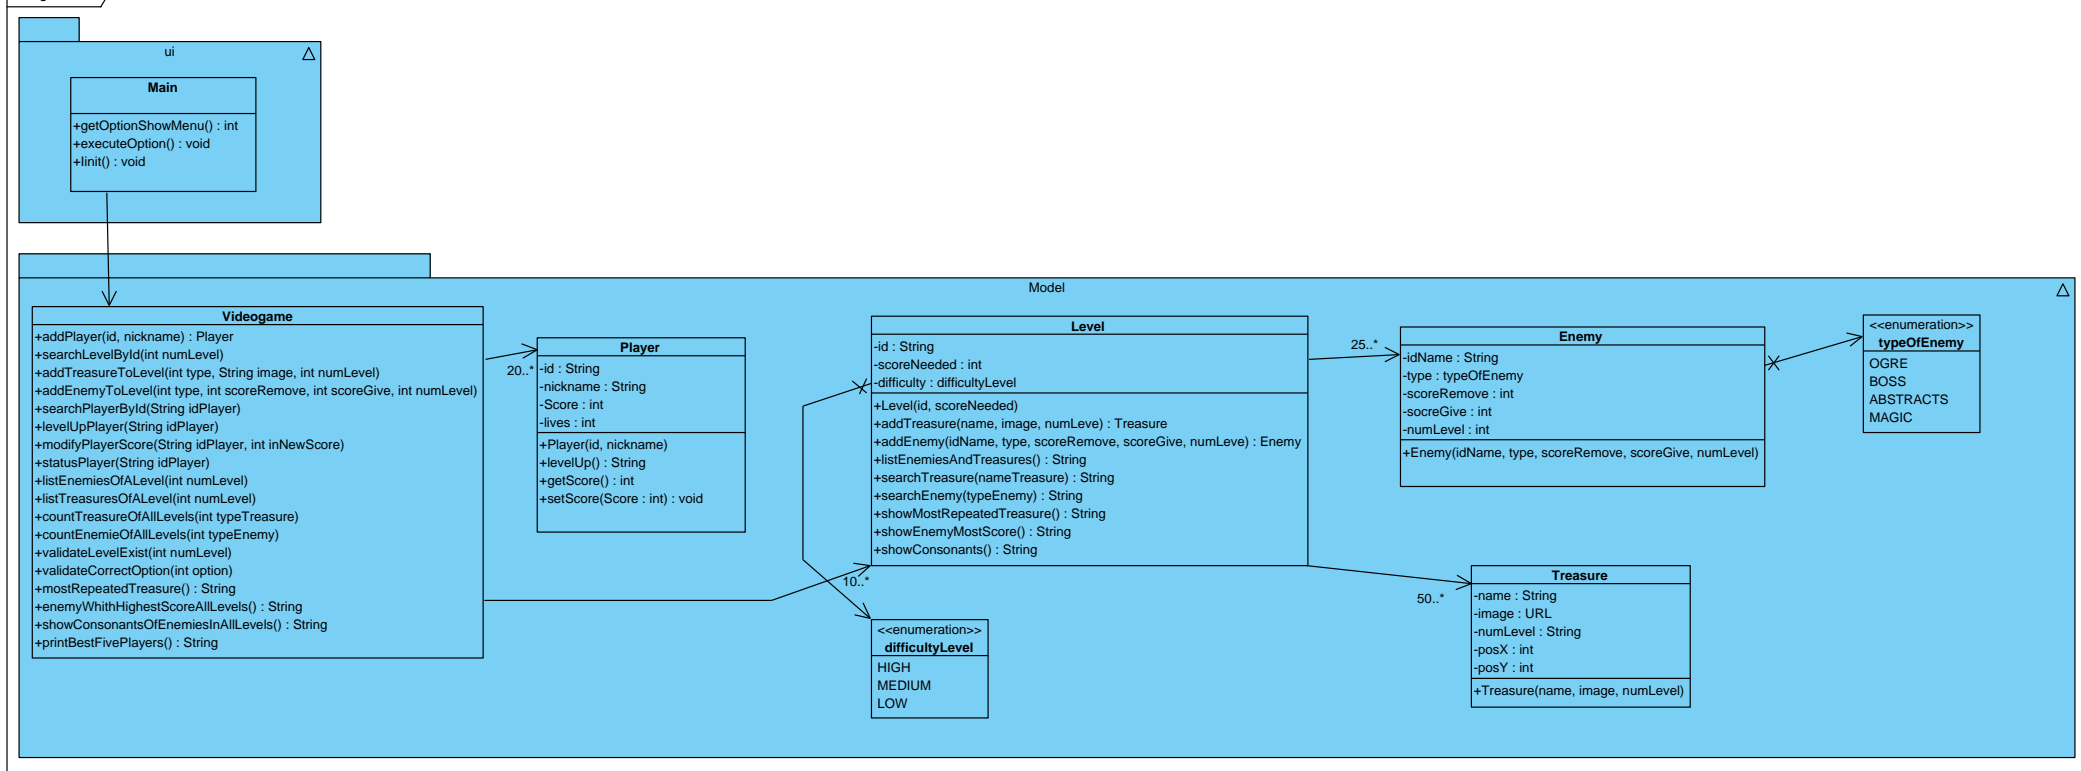 ui
Main
+getOptionShowMenu() : int
+executeOption() : void
+Iinit() : void
Model
Videogame
+addPlayer(id, nickname) : Player
+searchLevelById(int numLevel)
+addTreasureToLevel(int type, String image, int numLevel)
+addEnemyToLevel(int type, int scoreRemove, int scoreGive, int numLevel)
+searchPlayerById(String idPlayer)
+levelUpPlayer(String idPlayer)
+modifyPlayerScore(String idPlayer, int inNewScore)
+statusPlayer(String idPlayer)
+listEnemiesOfALevel(int numLevel)
+listTreasuresOfALevel(int numLevel)
+countTreasureOfAllLevels(int typeTreasure)
+countEnemieOfAllLevels(int typeEnemy)
+validateLevelExist(int numLevel)
+validateCorrectOption(int option)
+mostRepeatedTreasure() : String
+enemyWhithHighestScoreAllLevels() : String
+showConsonantsOfEnemiesInAllLevels() : String
+printBestFivePlayers() : String
20..*
Player
-id : String
-nickname : String
-Score : int
-lives : int
+Player(id, nickname)
+levelUp() : String
+getScore() : int
+setScore(Score : int) : void
10..*
Level
-id : String
-scoreNeeded : int
-difficulty : difficultyLevel
+Level(id, scoreNeeded)
+addTreasure(name, image, numLeve) : Treasure
+addEnemy(idName, type, scoreRemove, scoreGive, numLeve) : Enemy
+listEnemiesAndTreasures() : String
+searchTreasure(nameTreasure) : String
+searchEnemy(typeEnemy) : String
+showMostRepeatedTreasure() : String
+showEnemyMostScore() : String
+showConsonants() : String
<<enumeration>>
difficultyLevel
HIGH
MEDIUM
LOW
25..*
Enemy
-idName : String
-type : typeOfEnemy
-scoreRemove : int
-socreGive : int
-numLevel : int
+Enemy(idName, type, scoreRemove, scoreGive, numLevel)
<<enumeration>>
typeOfEnemy
OGRE
BOSS
ABSTRACTS
MAGIC
50..*
Treasure
-name : String
-image : URL
-numLevel : String
-posX : int
-posY : int
+Treasure(name, image, numLevel)